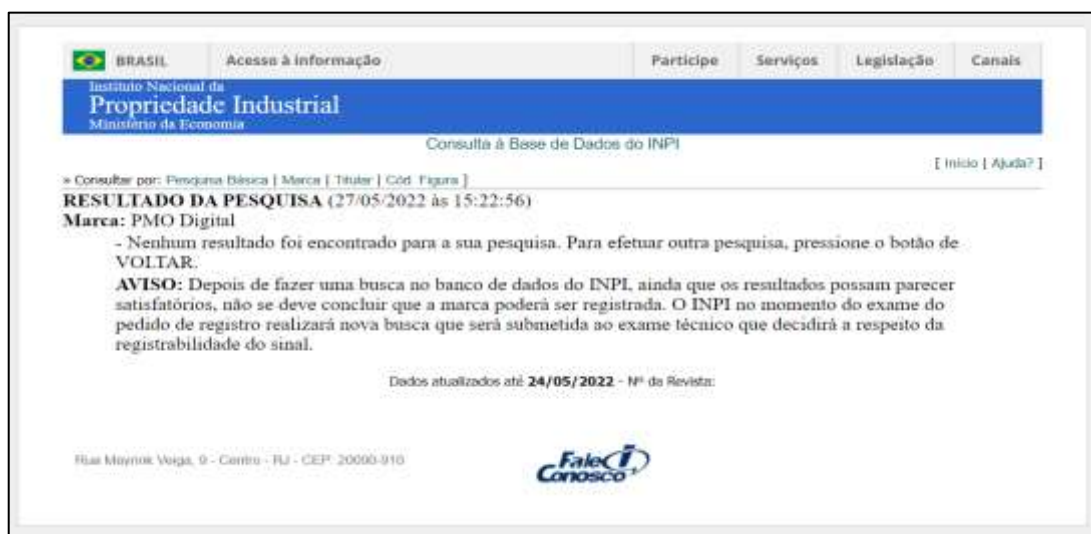 BRASIL Acesso à informação Participe Serviços Legislação Canais
Instituto Nacional da
Propriedade Industrial
Ministério da Economia
Consulta à Base de Dados do INPI
[ Início | Ajuda? ]
» Consultar por: Pesquisa Básica | Marca | Titular | Cód. Figura ]
RESULTADO DA PESQUISA (27/05/2022 às 15:22:56)
Marca: PMO Digital
- Nenhum resultado foi encontrado para a sua pesquisa. Para efetuar outra pesquisa, pressione o botão de
VOLTAR.
AVISO: Depois de fazer uma busca no banco de dados do INPI, ainda que os resultados possam parecer
satisfatórios, não se deve concluir que a marca poderá ser registrada. O INPI no momento do exame do
pedido de registro realizará nova busca que será submetida ao exame técnico que decidirá a respeito da
registrabilidade do sinal.
Dados atualizados até 24/05/2022 - Nº da Revista:
Rua Mayrink Veiga, 9 - Centro - RJ - CEP: 20090-910
Fale Conosco